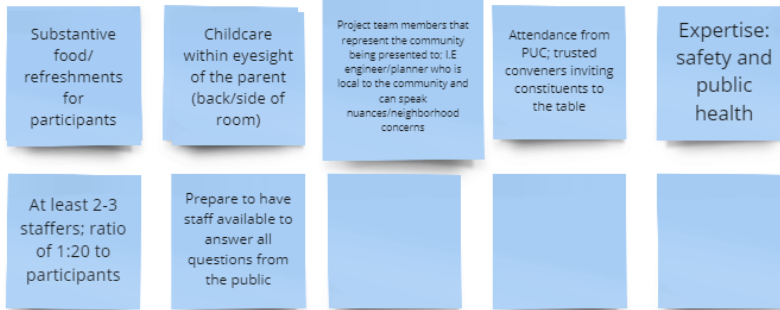 Substantive
food/
refreshments
for
participants
Childcare
within eyesight
of the parent
(back/side of
room)
Project team members that
represent the community
being presented to; I.E
engineer/planner who is
local to the community and
can speak
nuances/neighborhood
concerns
Attendance from
PUC; trusted
conveners inviting
constituents to
the table
Expertise:
safety and
public
health
At least 2-3
staffers; ratio
of 1:20 to
participants
Prepare to have
staff available to
answer all
questions from
the public